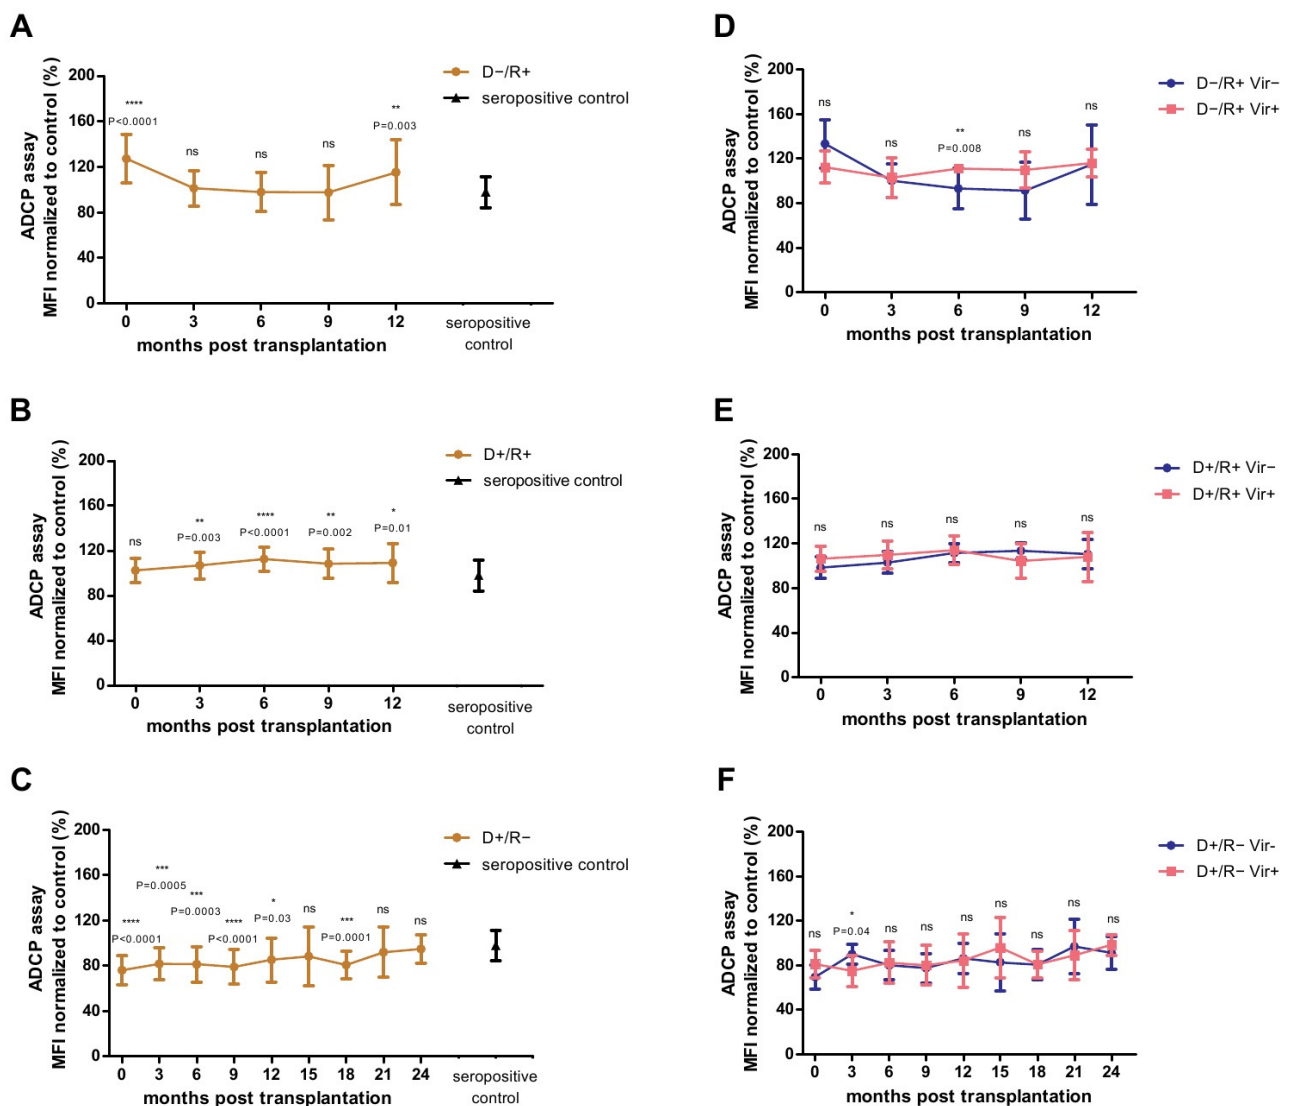 A
ADCP assay
MFI normalized to control (%)
200
160
120
80
40
0
****
P<0.0001
ns
ns
ns
**
P=0.003
0
3
6
9
12
months post transplantation
seropositive
control
D−/R+
seropositive control
D
ADCP assay
MFI normalized to control (%)
200
160
120
80
40
0
ns
ns
**
P=0.008
ns
ns
0
3
6
9
12
months post transplantation
D−/R+ Vir−
D−/R+ Vir+
B
ADCP assay
MFI normalized to control (%)
200
160
120
80
40
0
ns
**
P=0.003
****
P<0.0001
**
P=0.002
*
P=0.01
0
3
6
9
12
months post transplantation
seropositive
control
D+/R+
seropositive control
E
ADCP assay
MFI normalized to control (%)
200
160
120
80
40
0
ns
ns
ns
ns
ns
0
3
6
9
12
months post transplantation
D+/R+ Vir−
D+/R+ Vir+
C
ADCP assay
MFI normalized to control (%)
200
160
120
80
40
0
****
P<0.0001
***
P=0.0005
***
P=0.0003
****
P<0.0001
*
P=0.03
ns
***
P=0.0001
ns
ns
0
3
6
9
12
15
18
21
24
months post transplantation
seropositive
control
D+/R−
seropositive control
F
ADCP assay
MFI normalized to control (%)
200
160
120
80
40
0
ns
*
P=0.04
ns
ns
ns
ns
ns
ns
ns
0
3
6
9
12
15
18
21
24
months post transplantation
D+/R− Vir-
D+/R− Vir+